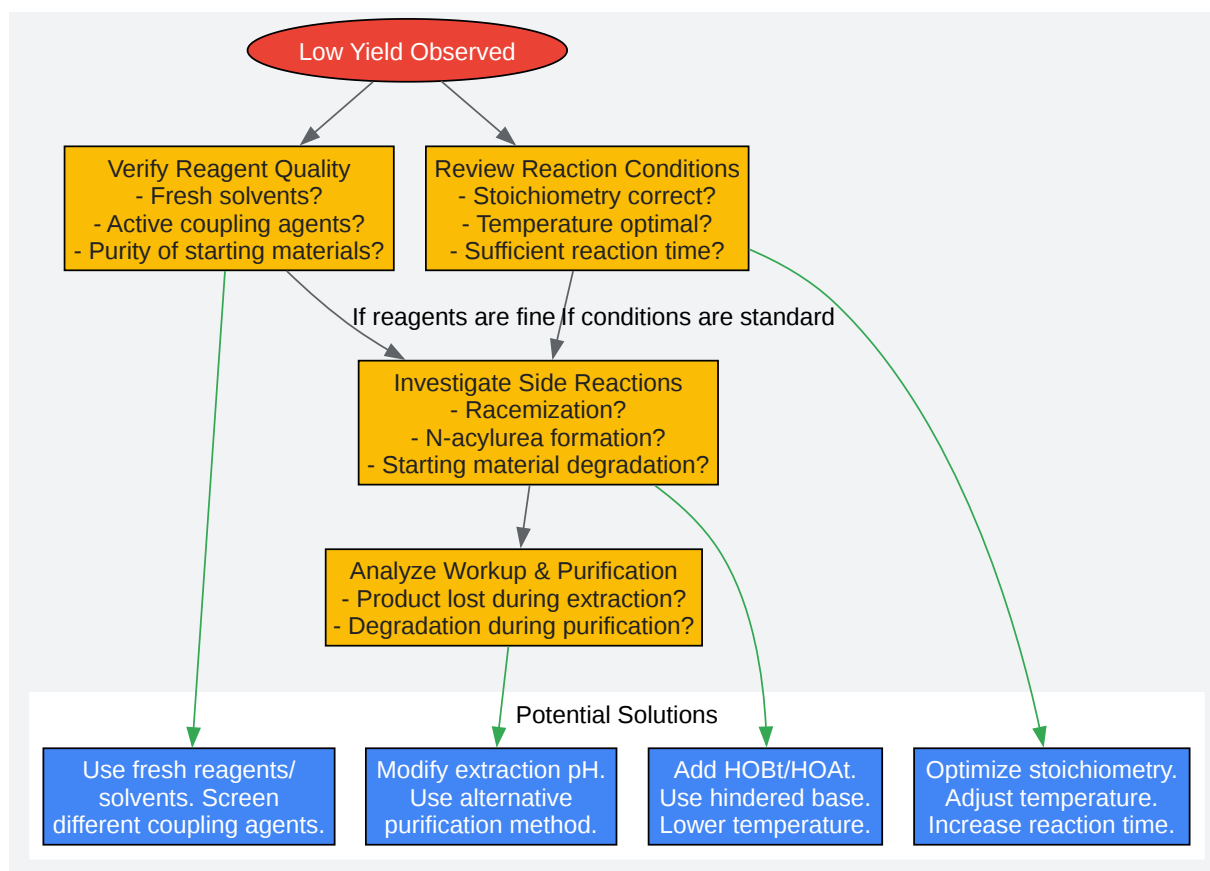 Low Yield Observed
Verify Reagent Quality
- Fresh solvents?
- Active coupling agents?
- Purity of starting materials?
Review Reaction Conditions
- Stoichiometry correct?
- Temperature optimal?
- Sufficient reaction time?
If reagents are fine
If conditions are standard
Investigate Side Reactions
- Racemization?
- N-acylurea formation?
- Starting material degradation?
Analyze Workup & Purification
- Product lost during extraction?
- Degradation during purification?
Potential Solutions
Use fresh reagents/
solvents. Screen
different coupling agents.
Modify extraction pH.
Use alternative
purification method.
Add HOBt/HOAt.
Use hindered base.
Lower temperature.
Optimize stoichiometry.
Adjust temperature.
Increase reaction time.